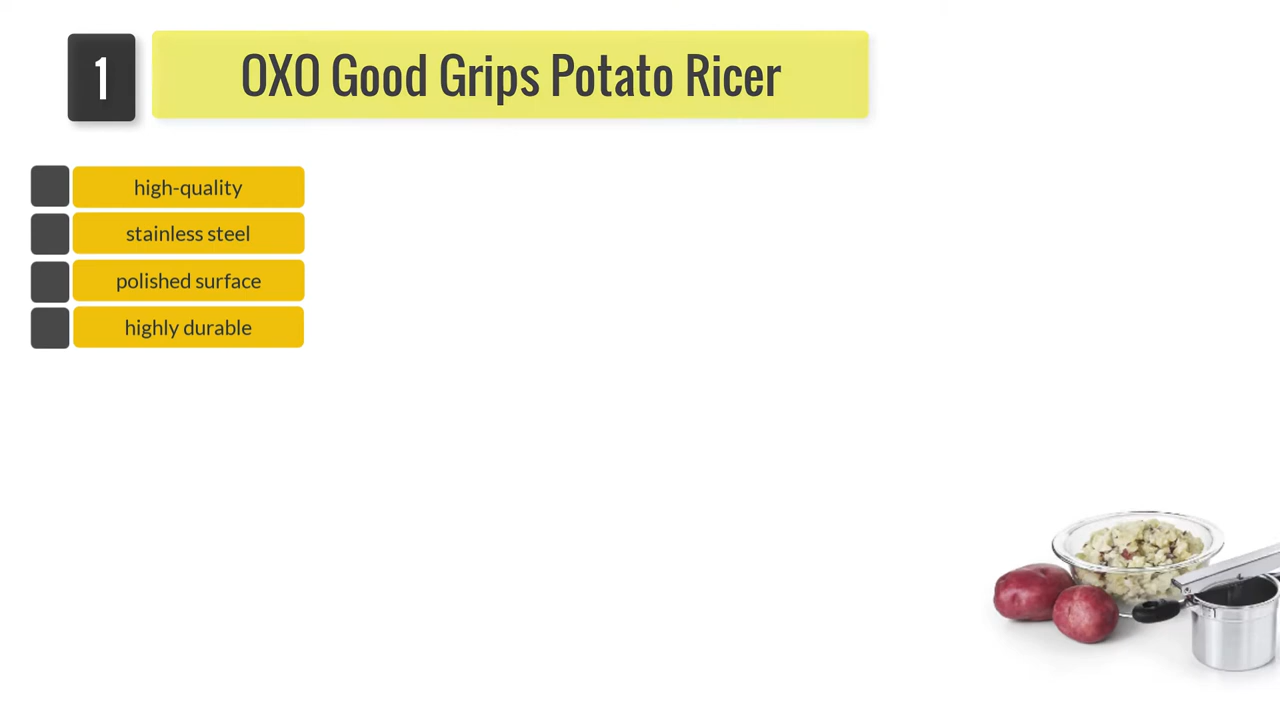 1
OXO Good Grips Potato Ricer
high-quality
stainless steel
polished surface
highly durable